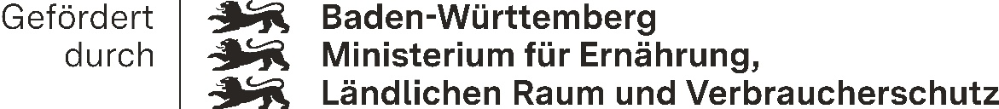 Gefördert
durch
Baden-Württemberg
Ministerium für Ernährung,
Ländlichen Raum und Verbraucherschutz